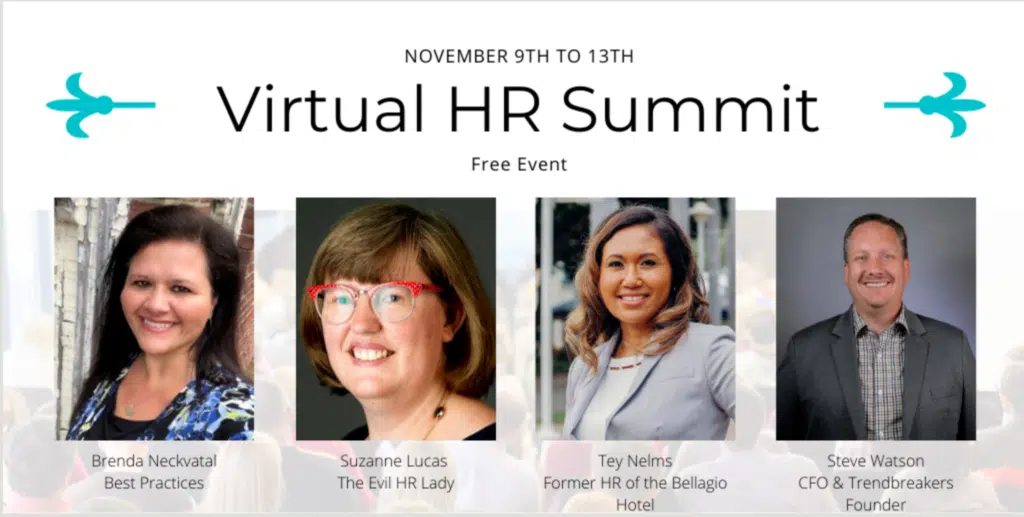 NOVEMBER 9TH TO 13TH
Virtual HR Summit
Free Event
Brenda Neckvatal
Best Practices
Suzanne Lucas
The Evil HR Lady
Tey Nelms
Former HR of the Bellagio
Hotel
Steve Watson
CFO & Trendbreakers
Founder